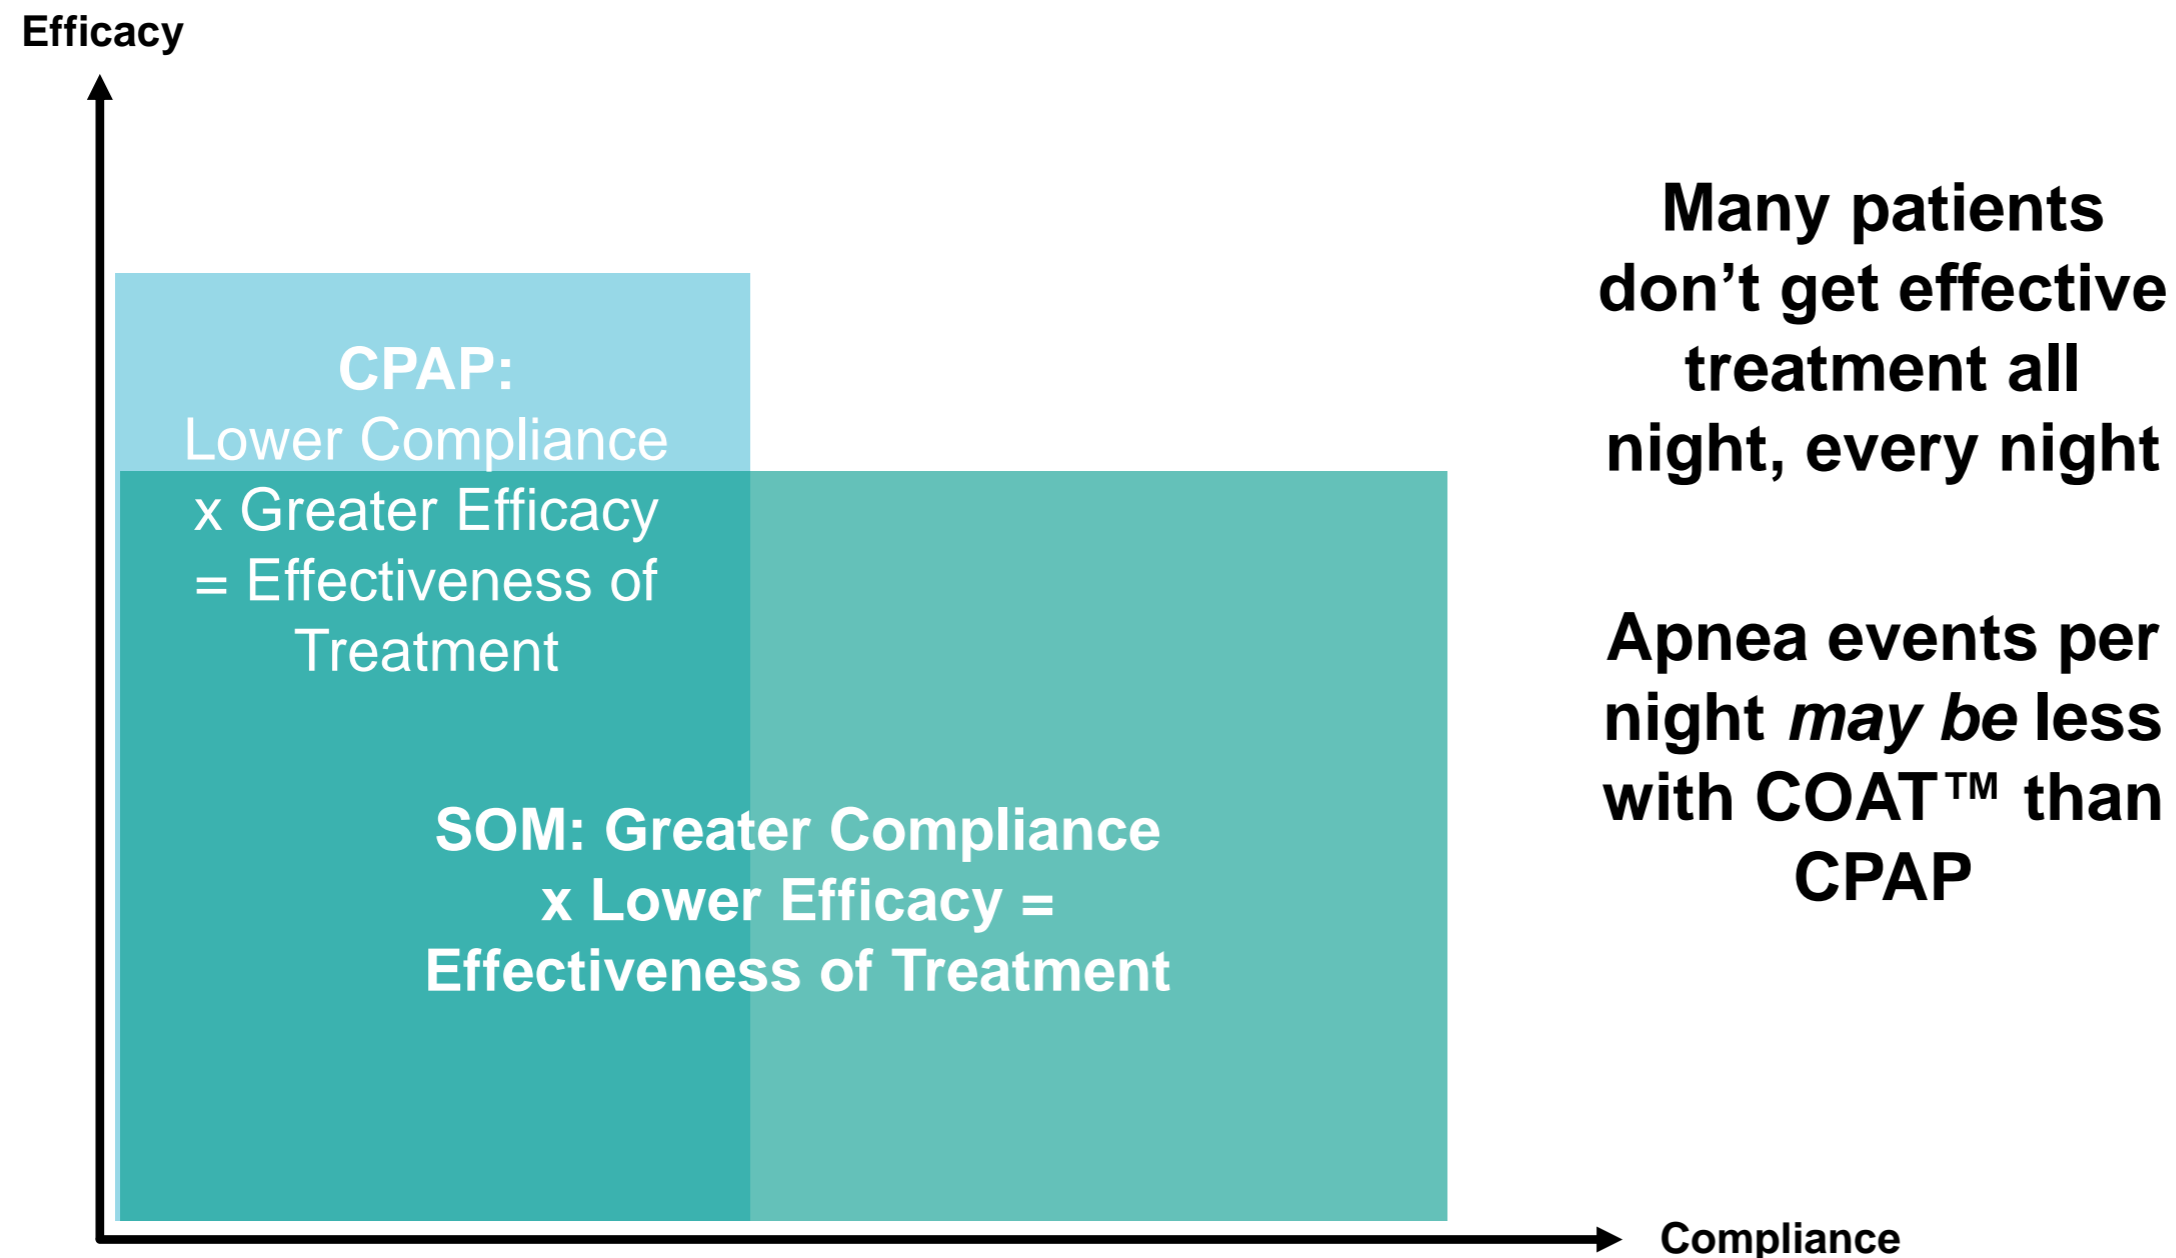 Efficacy
CPAP:
Lower Compliance
x Greater Efficacy
= Effectiveness of
Treatment
SOM: Greater Compliance
x Lower Efficacy =
Effectiveness of Treatment
Many patients
don’t get effective
treatment all
night, every night
Apnea events per
night may be less
with COAT™ than
CPAP
Compliance